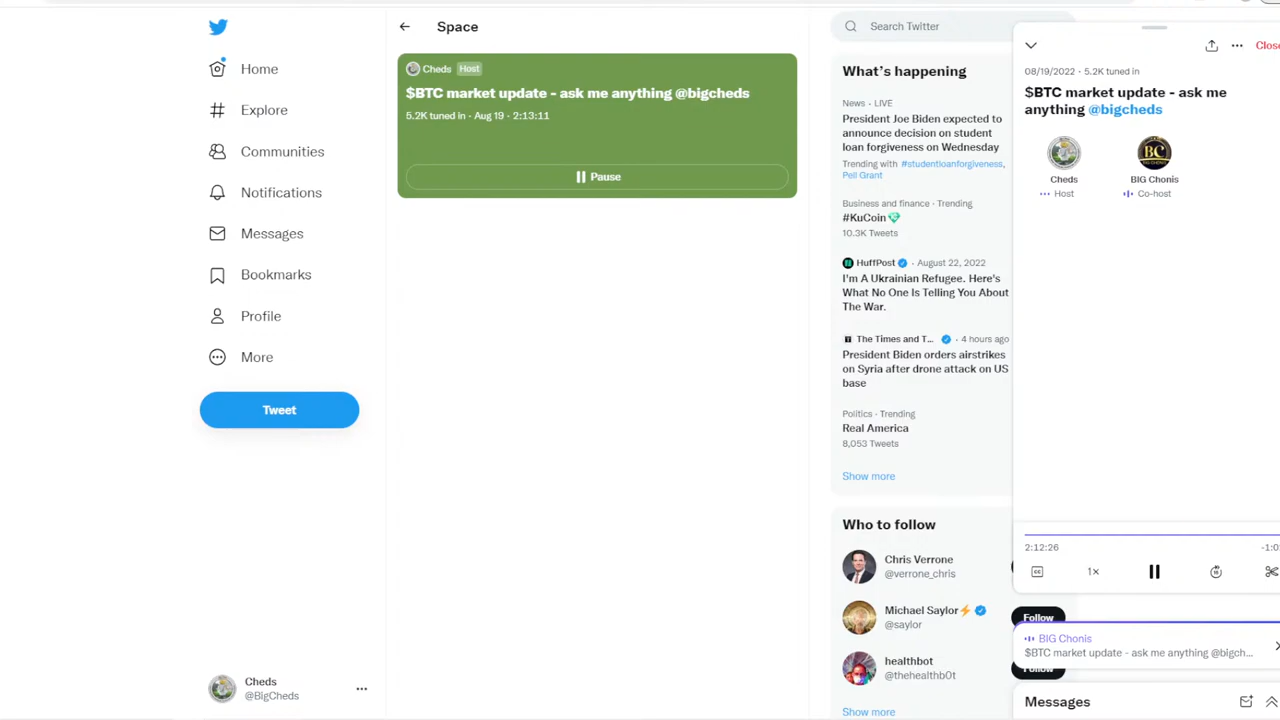 Home
Explore
Communities
Notifications
Messages
Bookmarks
Profile
More
Tweet
Cheds
@BigCheds
Space
Cheds Host
$BTC market update - ask me anything @bigcheds
5.2K tuned in · Aug 19 · 2:13:11
Pause
Search Twitter
What's happening
News · LIVE
President Joe Biden expected to
announce decision on student
loan forgiveness on Wednesday
Trending with #studentloanforgiveness,
Pell Grant
Business and finance · Trending
#KuCoin
10.3K Tweets
HuffPost · August 22, 2022
I'm A Ukrainian Refugee. Here's
What No One Is Telling You About
The War.
The Times and T... · 4 hours ago
President Biden orders airstrikes
on Syria after drone attack on US
base
Politics · Trending
Real America
8,053 Tweets
Show more
Who to follow
Chris Verrone
@verrone_chris
Michael Saylor⚡
@saylor
Follow
healthbot
@thehealthb0t
Follow
Show more
Close
08/19/2022 · 5.2K tuned in
$BTC market update - ask me
anything @bigcheds
BC
Cheds
Host
BIG Chonis
Co-host
2:12:26
1×
BIG Chonis
$BTC market update - ask me anything @bigch...
Messages